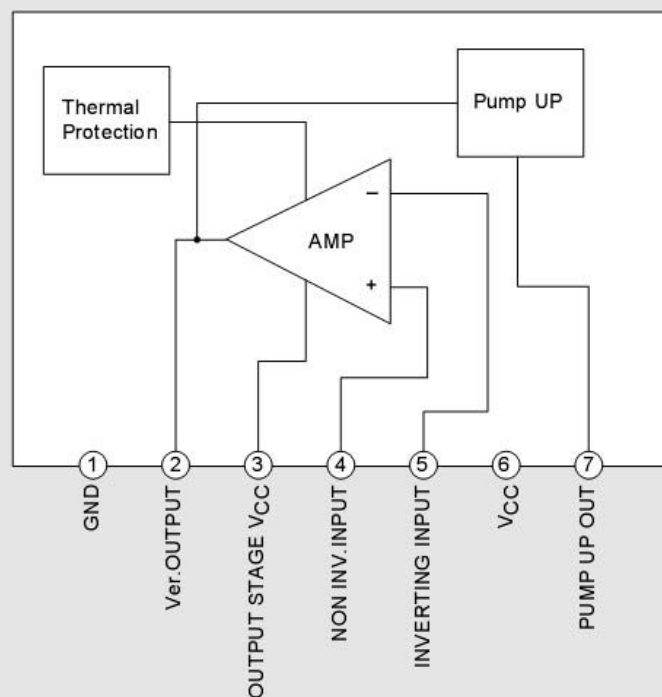 Thermal
Protection
Pump UP
−
AMP
+
1
2
3
4
5
6
7
GND
Ver.OUTPUT
OUTPUT STAGE VCC
NON INV.INPUT
INVERTING INPUT
VCC
PUMP UP OUT